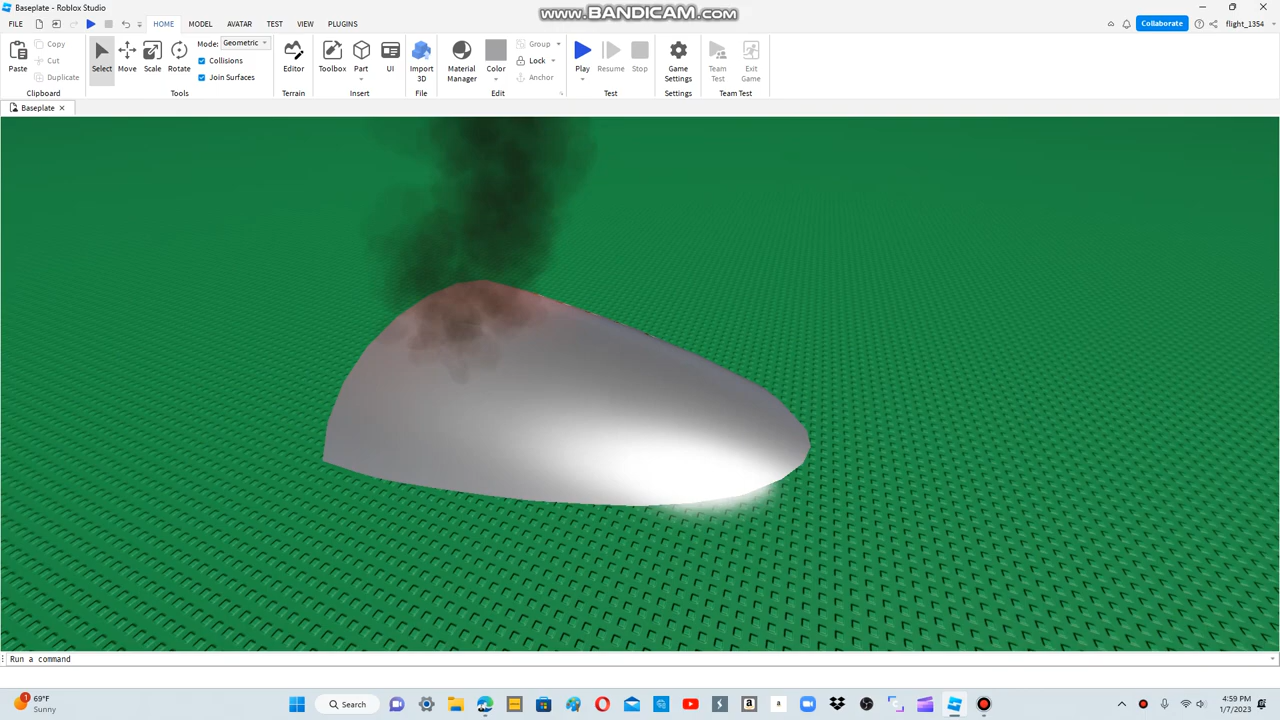 Baseplate - Roblox Studio
www.BANDICAM.com
FILE
HOME MODEL AVATAR TEST VIEW PLUGINS
Collaborate
flight_1354
Paste
Copy
Cut
Duplicate
Clipboard
Select Move Scale Rotate
Mode: Geometric
Collisions
Join Surfaces
Tools
Editor
Terrain
Toolbox Part UI
Insert
Import
3D
File
Material
Manager
Color
Group
Lock
Anchor
Edit
Play Resume Stop
Test
Game
Settings
Settings
Team
Test
Exit
Game
Team Test
Baseplate
Run a command
1
69°F
Sunny
Search
a
a
4:59 PM
1/7/2023